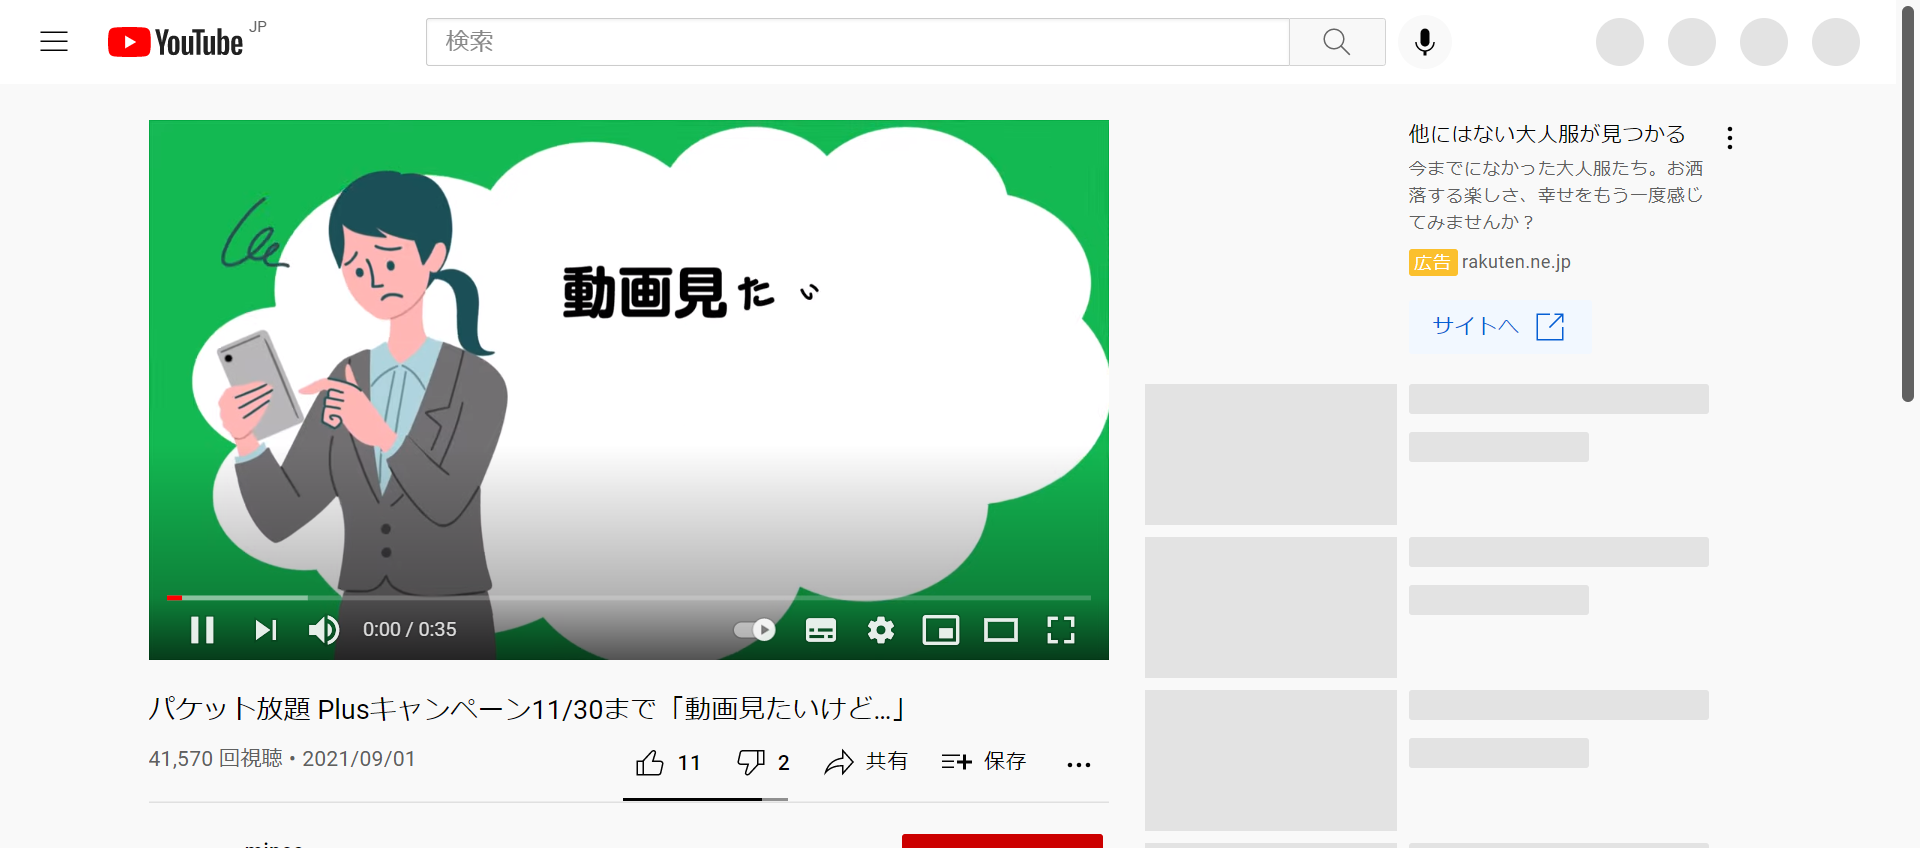 YouTube JP
検索
動画見たい
0:00 / 0:35
パケット放題 Plusキャンペーン11/30まで「動画見たいけど...」
41,570 回視聴・2021/09/01
11
2
共有
保存
他にはない大人服が見つかる
今までになかった大人服たち。お洒
落する楽しさ、幸せをもう一度感じ
てみませんか？
広告 rakuten.ne.jp
サイトへ